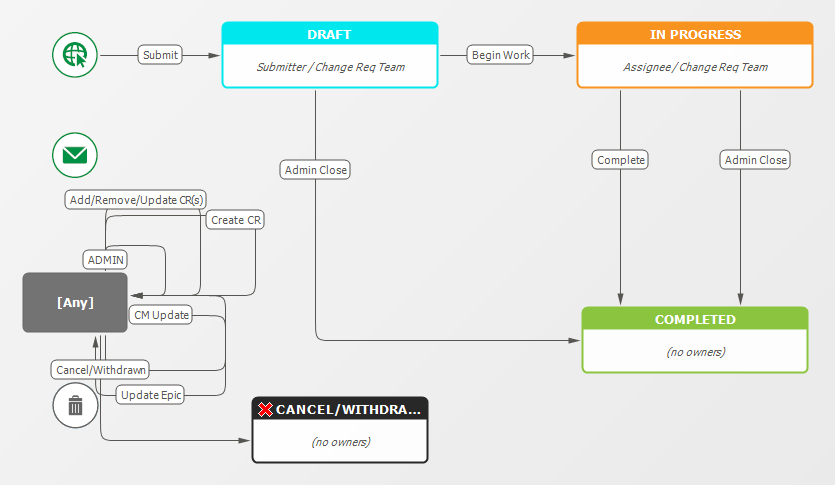 DRAFT
Submitter / Change Req Team
IN PROGRESS
Assignee / Change Req Team
Submit
Begin Work
Admin Close
Complete
Admin Close
Add/Remove/Update CR(s)
Create CR
ADMIN
[Any]
CM Update
Cancel/Withdrawn
Update Epic
COMPLETED
(no owners)
CANCEL/WITHDRA...
(no owners)